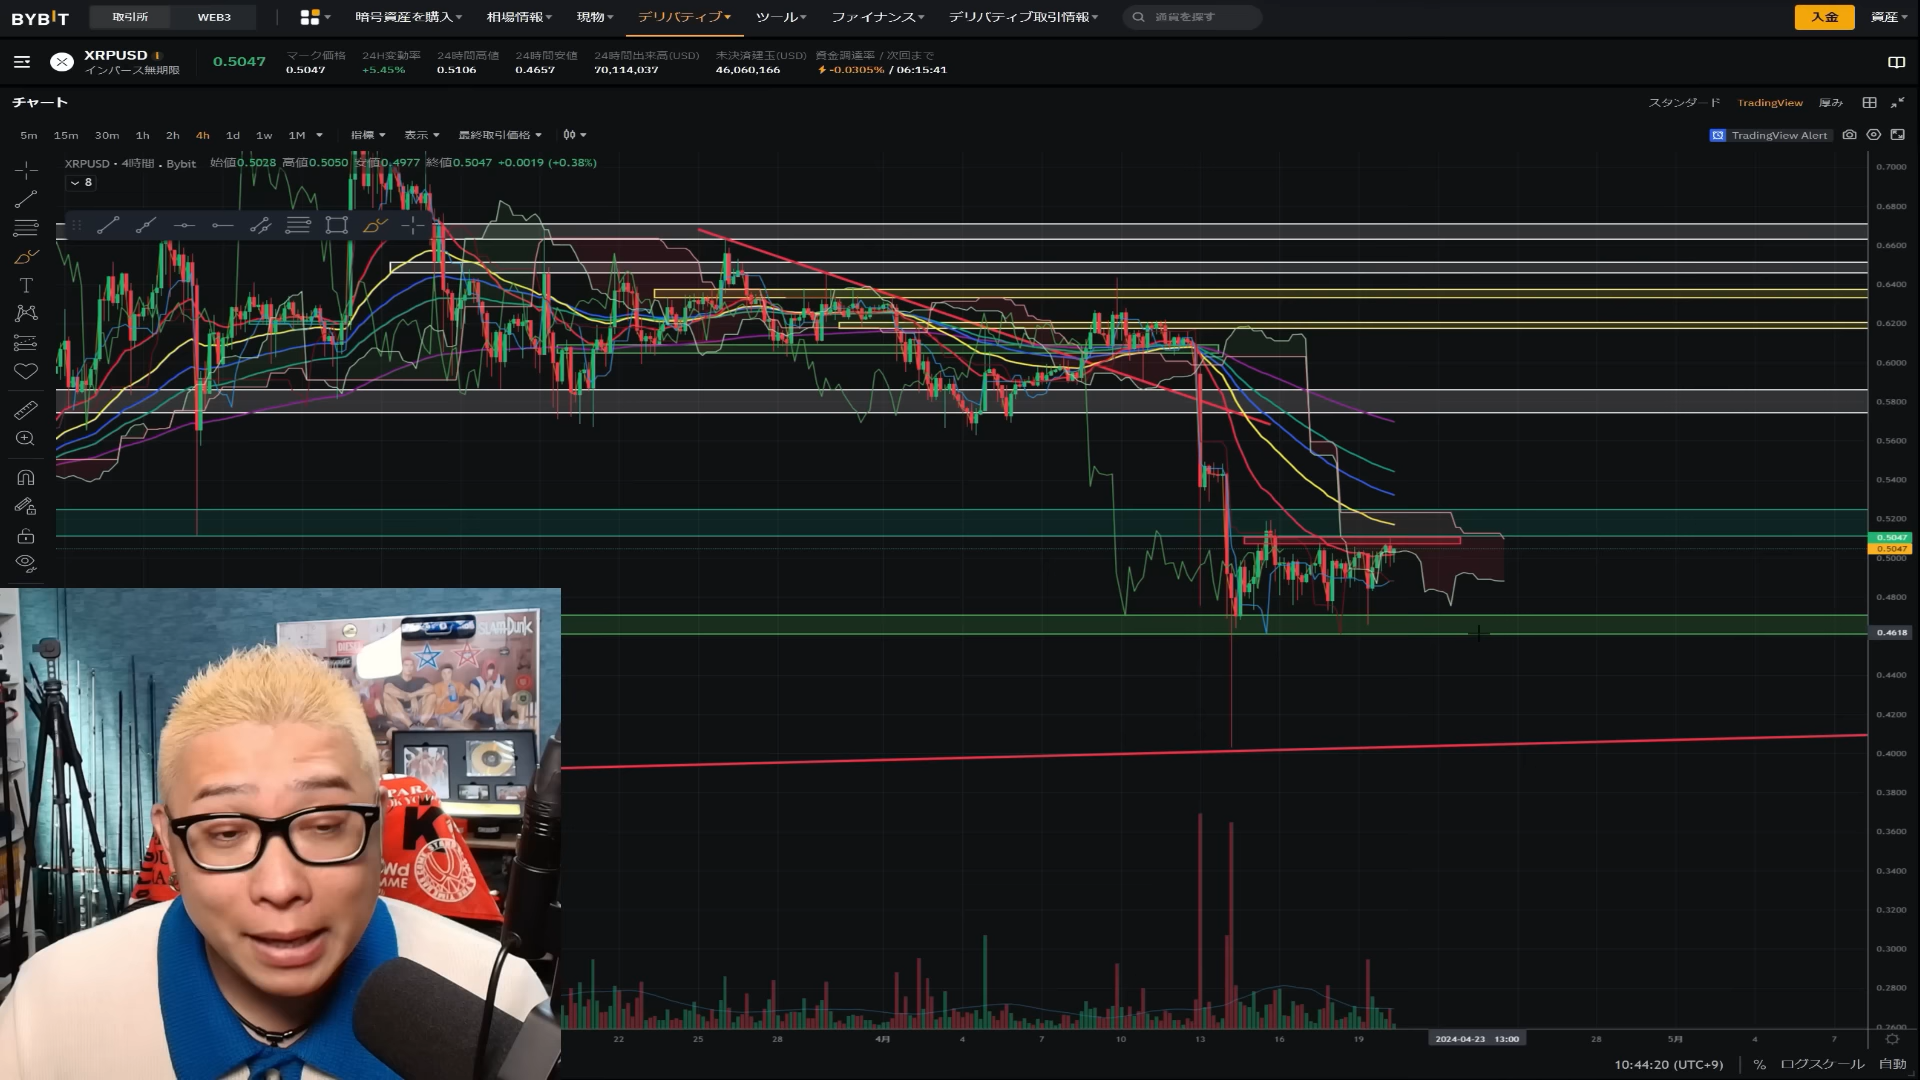 BYBIT 取引所 WEB3 暗号資産を購入 相場情報 現物 デリバティブ ツール ファイナンス デリバティブ取引情報 通貨を探す 入金 資産
XRPUSD
インバース無期限
0.5047
マーク価格 24H変動率 24時間高値 24時間安値 24時間出来高(USD) 未決済建玉(USD) 資金調達率 / 次回まで
0.5047 +5.45% 0.5106 0.4657 70,114,037 46,060,166 -0.0305% / 06:15:41
チャート
スタンダード TradingView 厚み
5m 15m 30m 1h 2h 4h 1d 1w 1M 指標 表示 最終取引価格
TradingView Alert
XRPUSD・4時間 . Bybit 始値0.5028 高値0.5050 安値0.4977 終値0.5047 +0.0019 (+0.38%)
8
0.7000
0.6800
0.6600
0.6400
0.6200
0.6000
0.5800
0.5600
0.5400
0.5200
0.5047
0.5047
0.5000
0.4800
0.4618
0.4400
0.4200
0.4000
0.3800
0.3600
0.3400
0.3200
0.3000
0.2800
0.2600
SLAM DUNK
22 25 28 4月 4 7 10 13 16 19 2024-04-23 13:00 28 5月 4 7
10:44:20 (UTC+9) % ログスケール 自動